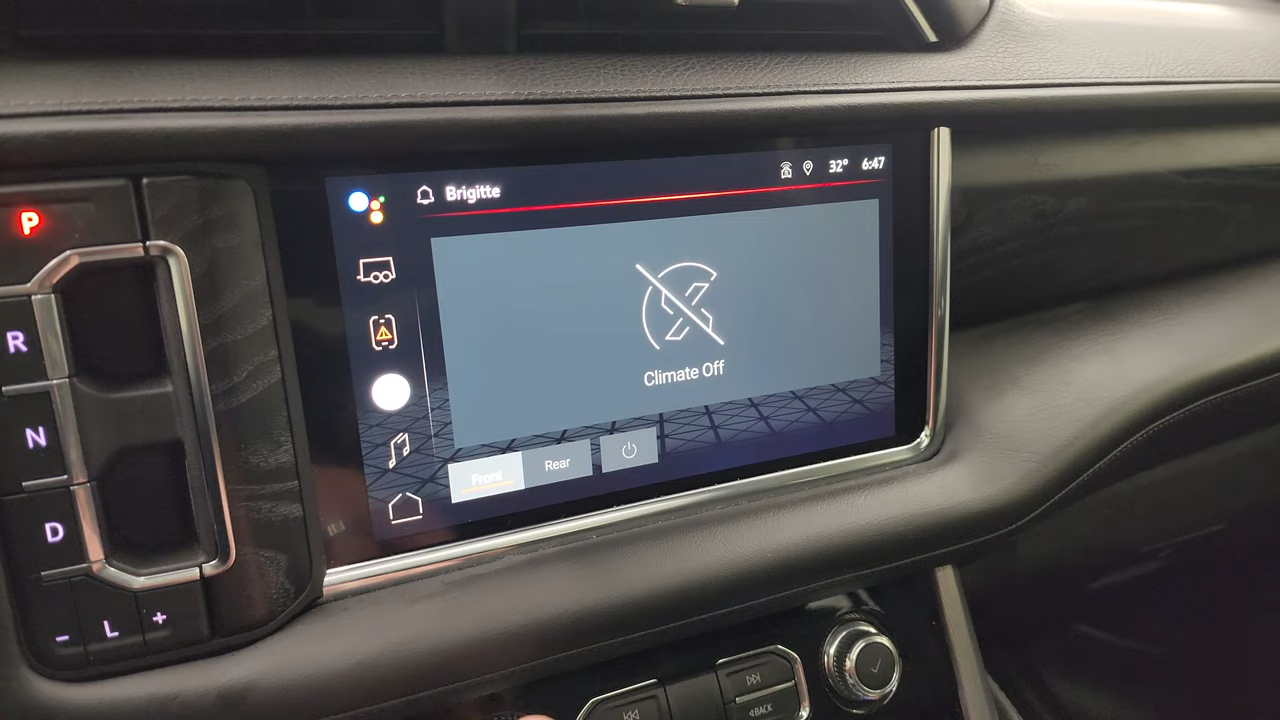 Brigitte
32° 6:47
P
R
N
D
- L +
Climate Off
Front Rear
BACK